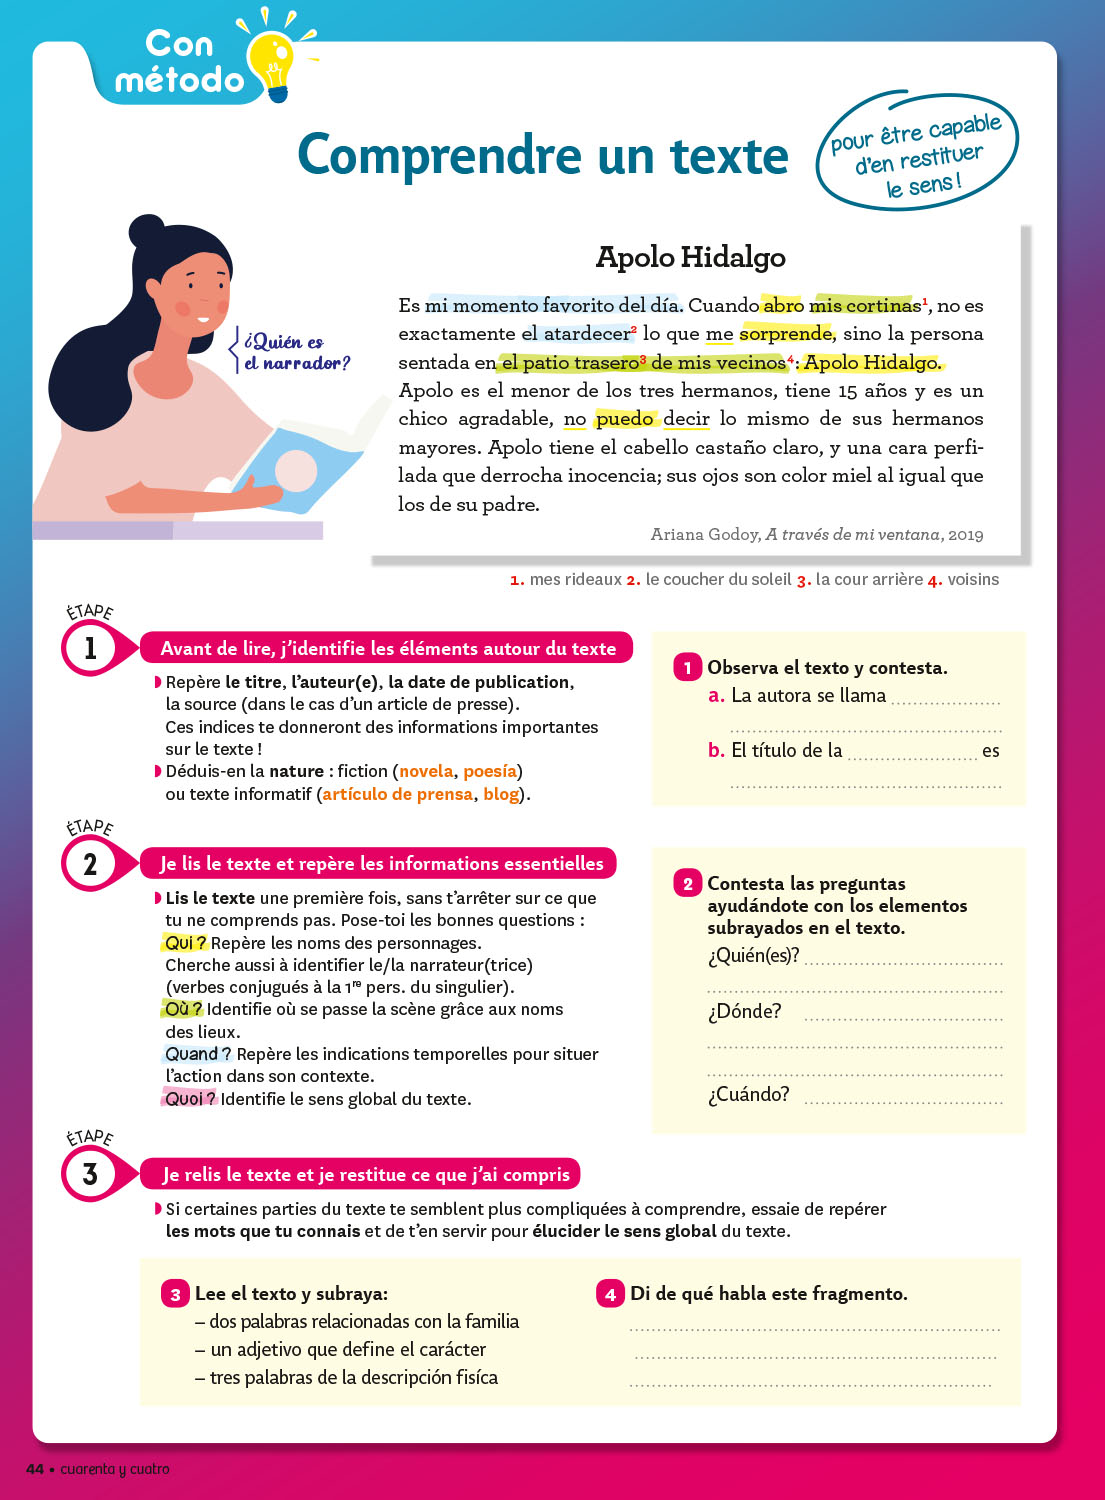 Con
método
Comprendre un texte
pour être capable
d'en restituer
le sens !
Apolo Hidalgo
Es mi momento favorito del día. Cuando abro mis cortinas¹, no es
exactamente el atardecer² lo que me sorprende, sino la persona
sentada en el patio trasero³ de mis vecinos⁴: Apolo Hidalgo.
Apolo es el menor de los tres hermanos, tiene 15 años y es un
chico agradable, no puedo decir lo mismo de sus hermanos
mayores. Apolo tiene el cabello castaño claro, y una cara perfi-
lada que derrocha inocencia; sus ojos son color miel al igual que
los de su padre.
Ariana Godoy, A través de mi ventana, 2019
¿Quién es
el narrador?
1. mes rideaux 2. le coucher du soleil 3. la cour arrière 4. voisins
ÉTAPE
1
Avant de lire, j'identifie les éléments autour du texte
Repère le titre, l'auteur(e), la date de publication,
la source (dans le cas d'un article de presse).
Ces indices te donneront des informations importantes
sur le texte !
Déduis-en la nature : fiction (novela, poesía)
ou texte informatif (artículo de prensa, blog).
1 Observa el texto y contesta.
a. La autora se llama
b. El título de la es
ÉTAPE
2
Je lis le texte et repère les informations essentielles
Lis le texte une première fois, sans t'arrêter sur ce que
tu ne comprends pas. Pose-toi les bonnes questions :
Qui ? Repère les noms des personnages.
Cherche aussi à identifier le/la narrateur(trice)
(verbes conjugués à la 1re pers. du singulier).
Où ? Identifie où se passe la scène grâce aux noms
des lieux.
Quand ? Repère les indications temporelles pour situer
l'action dans son contexte.
Quoi ? Identifie le sens global du texte.
2 Contesta las preguntas
ayudándote con los elementos
subrayados en el texto.
¿Quién(es)?
¿Dónde?
¿Cuándo?
ÉTAPE
3
Je relis le texte et je restitue ce que j'ai compris
Si certaines parties du texte te semblent plus compliquées à comprendre, essaie de repérer
les mots que tu connais et de t'en servir pour élucider le sens global du texte.
3 Lee el texto y subraya:
– dos palabras relacionadas con la familia
– un adjetivo que define el carácter
– tres palabras de la descripción fisíca
4 Di de qué habla este fragmento.
44 • cuarenta y cuatro